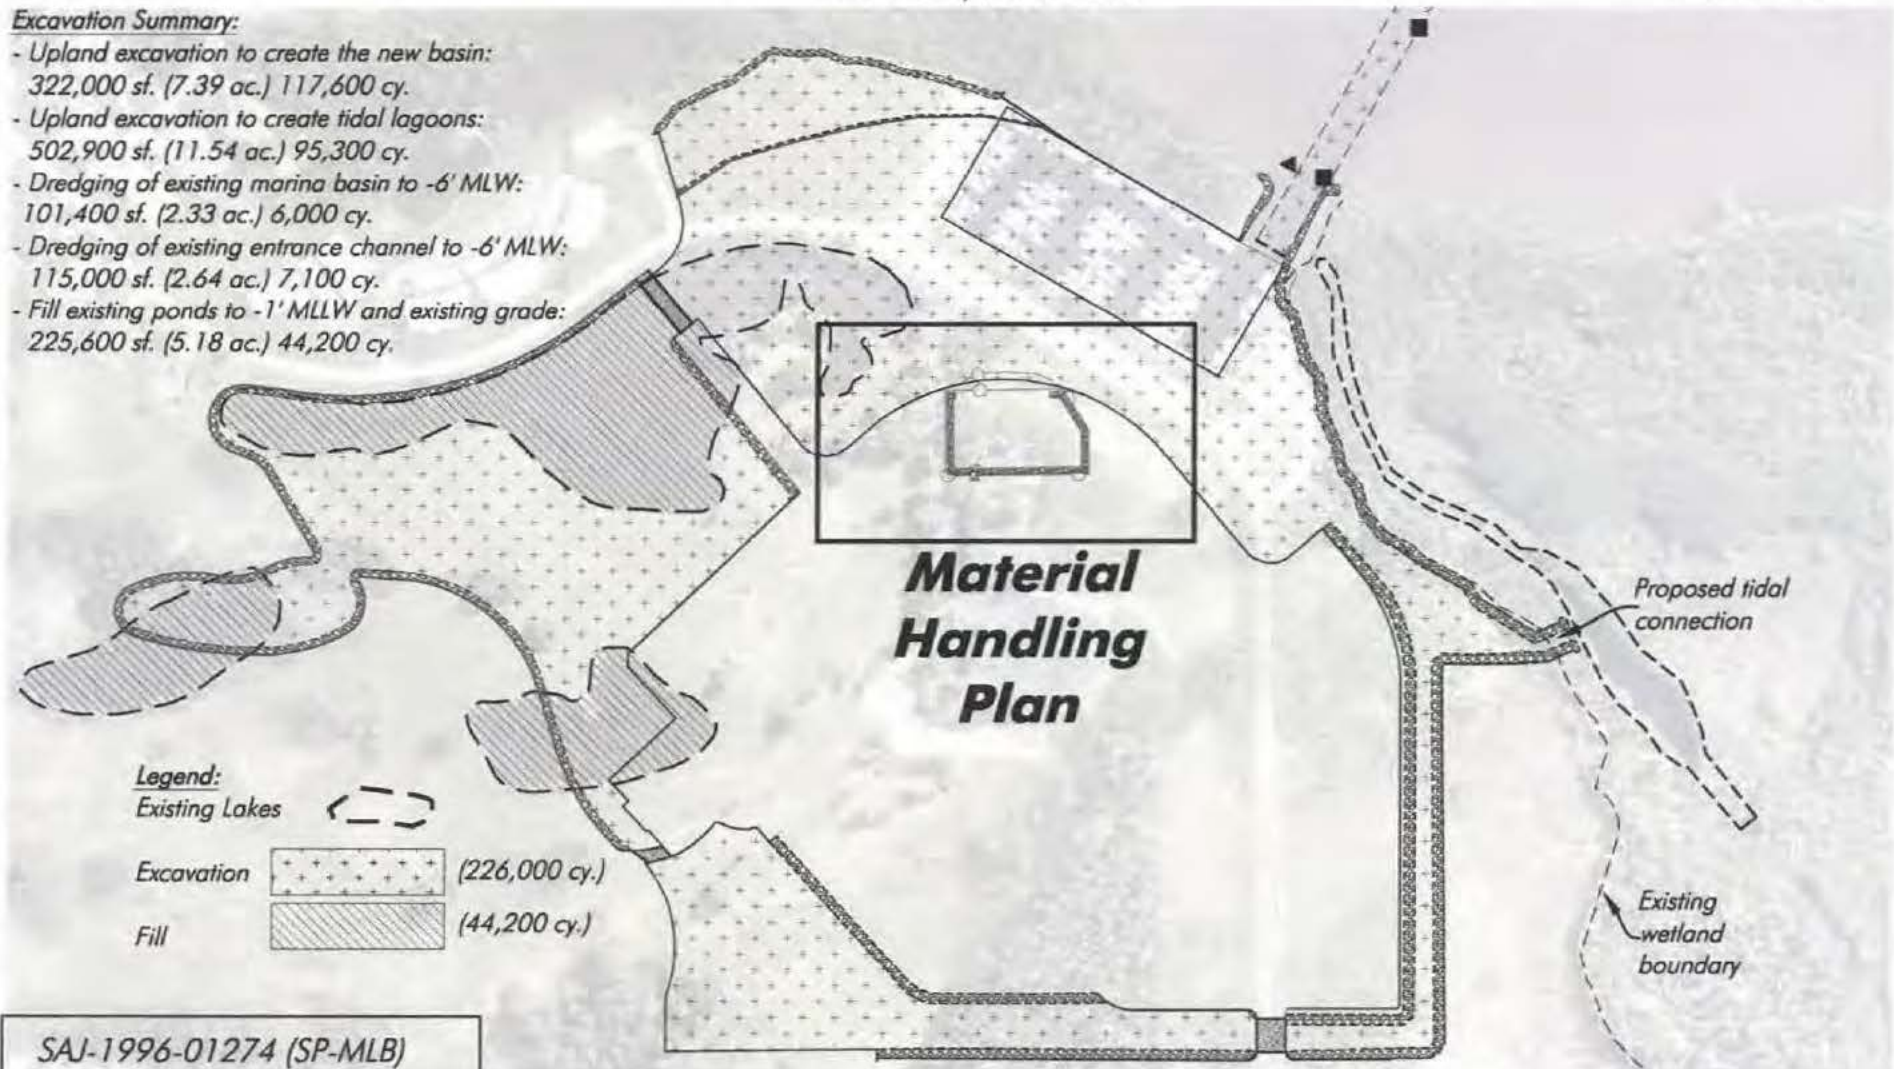 Excavation Summary:
- Upland excavation to create the new basin:
322,000 sf. (7.39 ac.) 117,600 cy.
- Upland excavation to create tidal lagoons:
502,900 sf. (11.54 ac.) 95,300 cy.
- Dredging of existing marina basin to -6' MLW:
101,400 sf. (2.33 ac.) 6,000 cy.
- Dredging of existing entrance channel to -6' MLW:
115,000 sf. (2.64 ac.) 7,100 cy.
- Fill existing ponds to -1' MLLW and existing grade:
225,600 sf. (5.18 ac.) 44,200 cy.
Material
Handling
Plan
Proposed tidal
connection
Legend:
Existing Lakes
Excavation
(226,000 cy.)
Fill
(44,200 cy.)
Existing
wetland
boundary
SAJ-1996-01274 (SP-MLB)